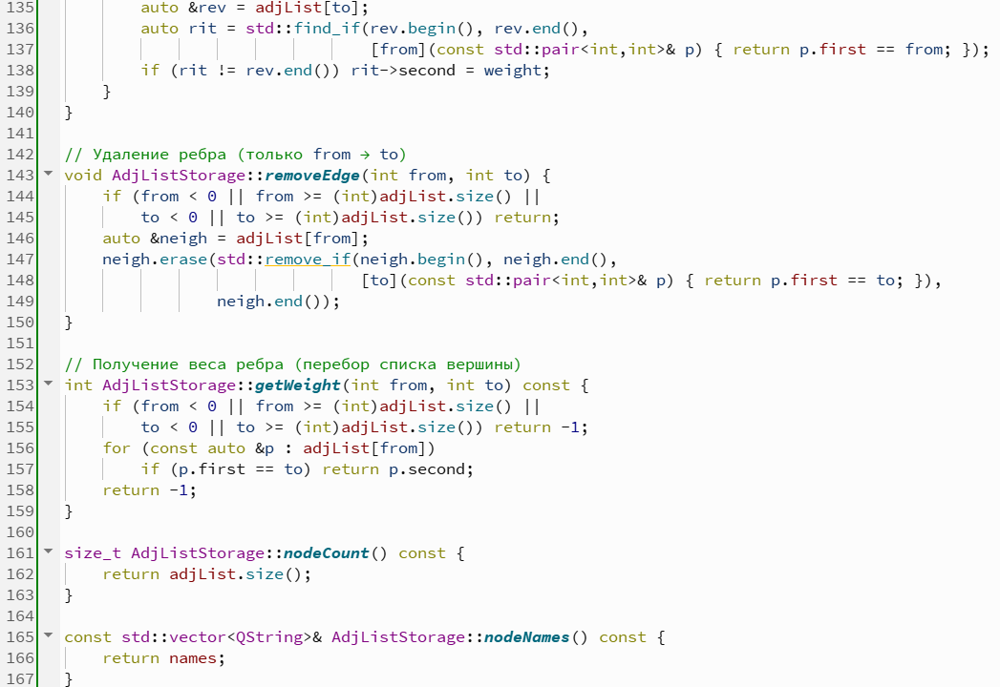 135 auto &rev = adjList[to];
136 auto rit = std::find_if(rev.begin(), rev.end(),
137 [from](const std::pair<int,int>& p) { return p.first == from; });
138 if (rit != rev.end()) rit->second = weight;
139 }
140 }
141
142 // Удаление ребра (только from → to)
143 void AdjListStorage::removeEdge(int from, int to) {
144 if (from < 0 || from >= (int)adjList.size() ||
145 to < 0 || to >= (int)adjList.size()) return;
146 auto &neigh = adjList[from];
147 neigh.erase(std::remove_if(neigh.begin(), neigh.end(),
148 [to](const std::pair<int,int>& p) { return p.first == to; }),
149 neigh.end());
150 }
151
152 // Получение веса ребра (перебор списка вершины)
153 int AdjListStorage::getWeight(int from, int to) const {
154 if (from < 0 || from >= (int)adjList.size() ||
155 to < 0 || to >= (int)adjList.size()) return -1;
156 for (const auto &p : adjList[from])
157 if (p.first == to) return p.second;
158 return -1;
159 }
160
161 size_t AdjListStorage::nodeCount() const {
162 return adjList.size();
163 }
164
165 const std::vector<QString>& AdjListStorage::nodeNames() const {
166 return names;
167 }